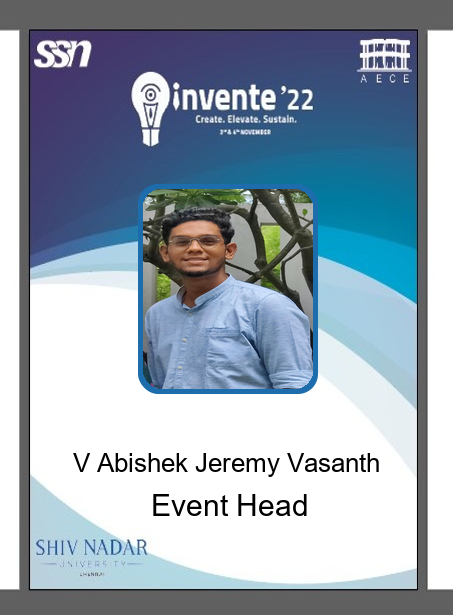 ssn
AECE
invente '22
Create. Elevate. Sustain.
3rd & 4th NOVEMBER
V Abishek Jeremy Vasanth
Event Head
SHIV NADAR
UNIVERSITY
CHENNAI